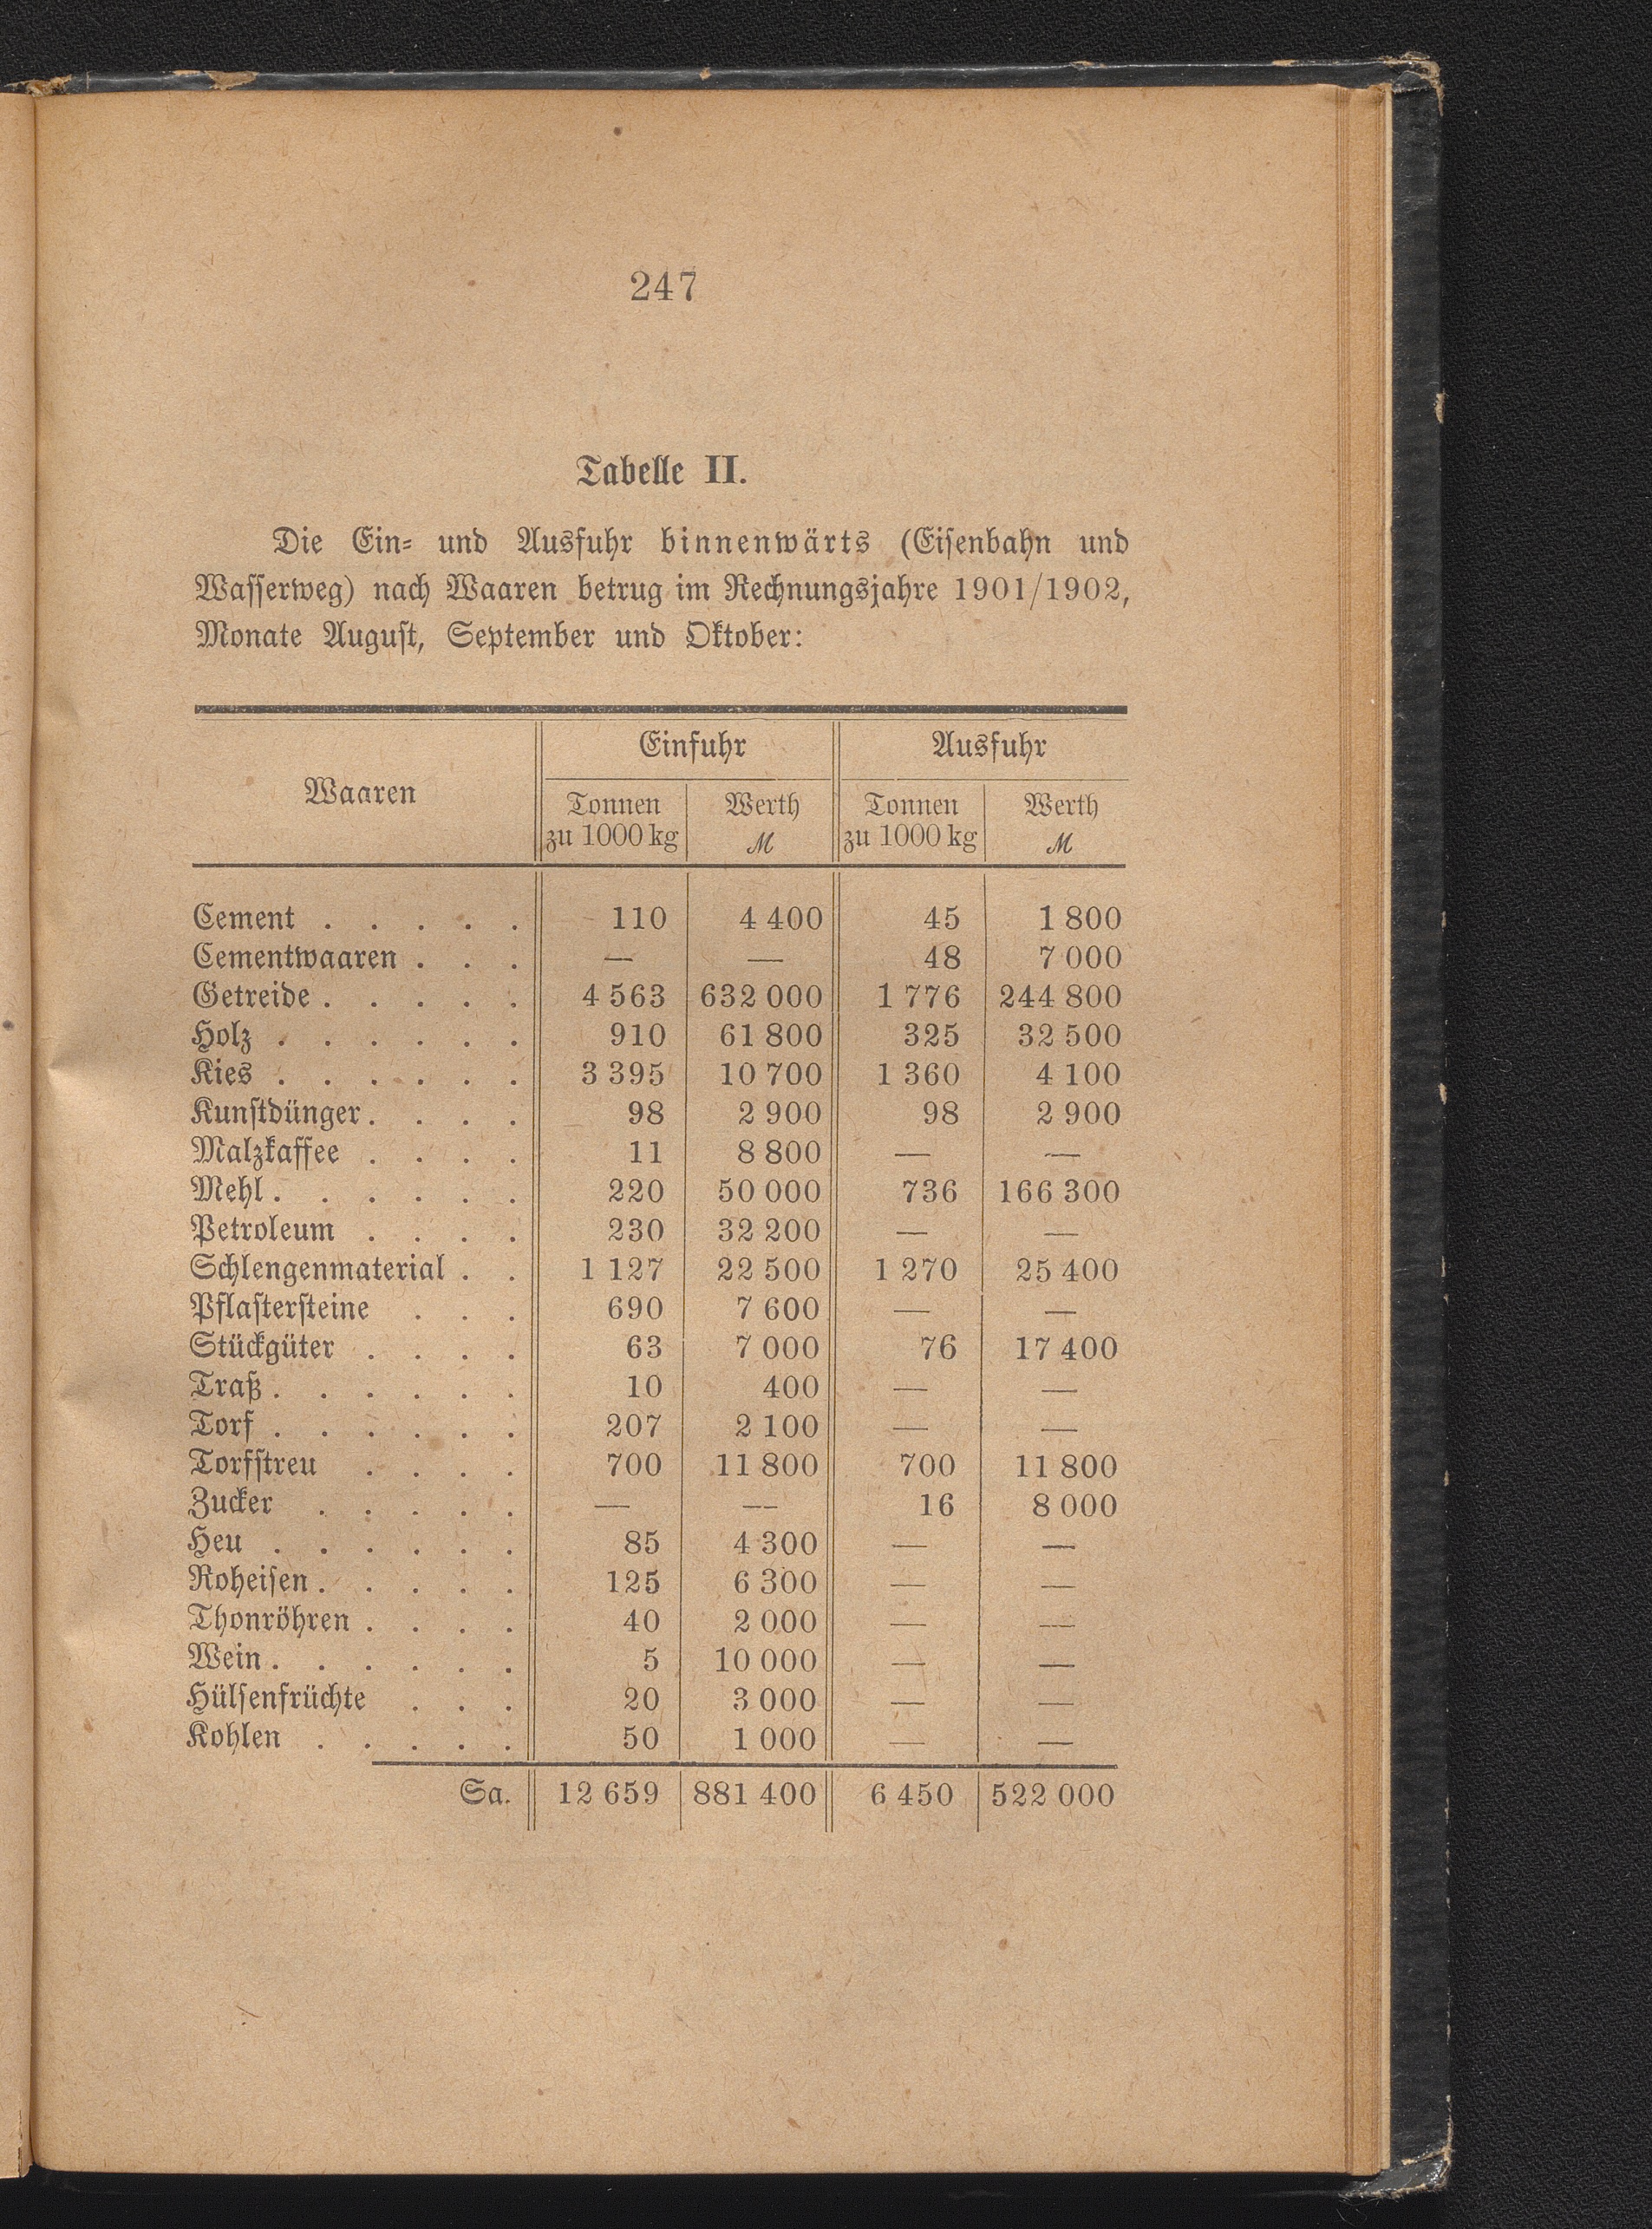 247
Tabelle II.
Die Ein- und Ausfuhr binnenwärts (Eisenbahn und
Wasserweg) nach Waaren betrug im Rechnungsjahre 1901/1902,
Monate August, September und Oktober:
Waaren Einfuhr Ausfuhr
Tonnen zu 1000 kg Werth ℳ Tonnen zu 1000 kg Werth ℳ
Cement . . . . . 110 4 400 45 1 800
Cementwaaren . . . — — 48 7 000
Getreide . . . . . 4 563 632 000 1 776 244 800
Holz . . . . . . 910 61 800 325 32 500
Kies . . . . . . 3 395 10 700 1 360 4 100
Kunstdünger . . . . 98 2 900 98 2 900
Malzkaffee . . . . 11 8 800 — —
Mehl . . . . . . 220 50 000 736 166 300
Petroleum . . . . 230 32 200 — —
Schlengenmaterial . . 1 127 22 500 1 270 25 400
Pflastersteine . . . 690 7 600 — —
Stückgüter . . . . 63 7 000 76 17 400
Traß . . . . . . 10 400 — —
Torf . . . . . . 207 2 100 — —
Torfstreu . . . . 700 11 800 700 11 800
Zucker . . . . . — — 16 8 000
Heu . . . . . . 85 4 300 — —
Roheisen . . . . . 125 6 300 — —
Thonröhren . . . . 40 2 000 — —
Wein . . . . . . 5 10 000 — —
Hülsenfrüchte . . . 20 3 000 — —
Kohlen . . . . . 50 1 000 — —
Sa. 12 659 881 400 6 450 522 000